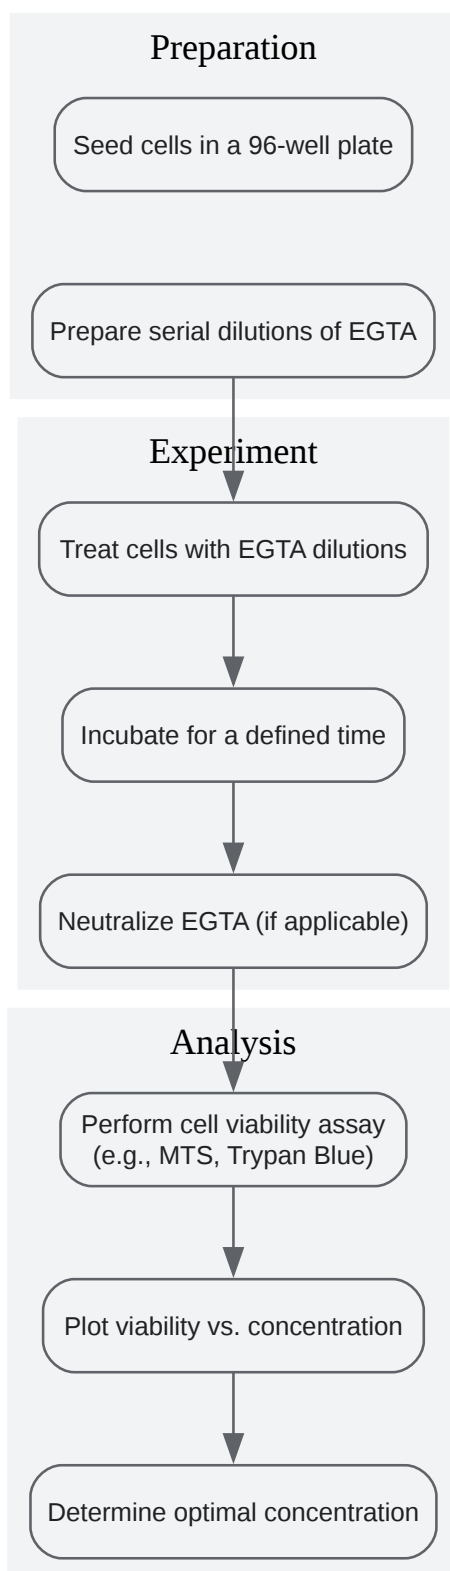 Preparation
Seed cells in a 96-well plate
Prepare serial dilutions of EGTA
Experiment
Treat cells with EGTA dilutions
Incubate for a defined time
Neutralize EGTA (if applicable)
Analysis
Perform cell viability assay
(e.g., MTS, Trypan Blue)
Plot viability vs. concentration
Determine optimal concentration